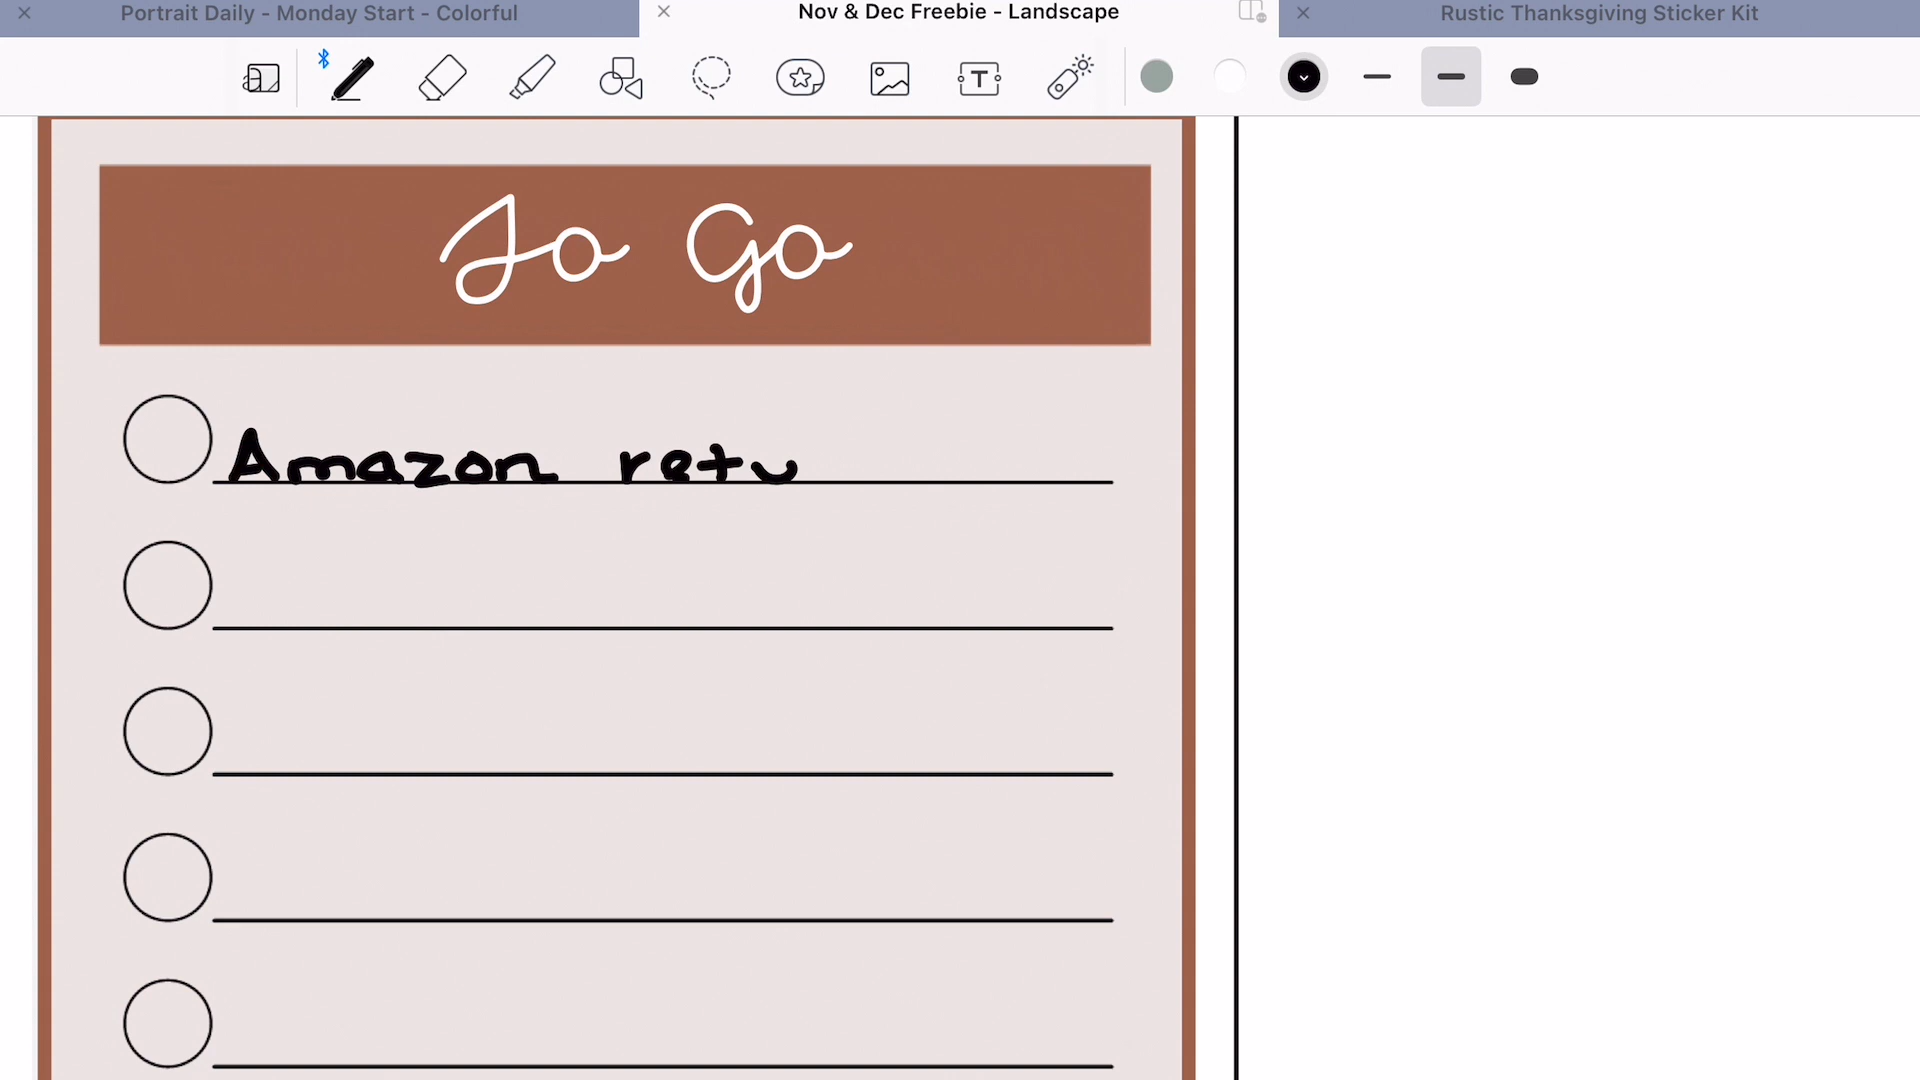 Portrait Daily - Monday Start - Colorful
Nov & Dec Freebie - Landscape
Rustic Thanksgiving Sticker Kit
To Go
Amazon retu